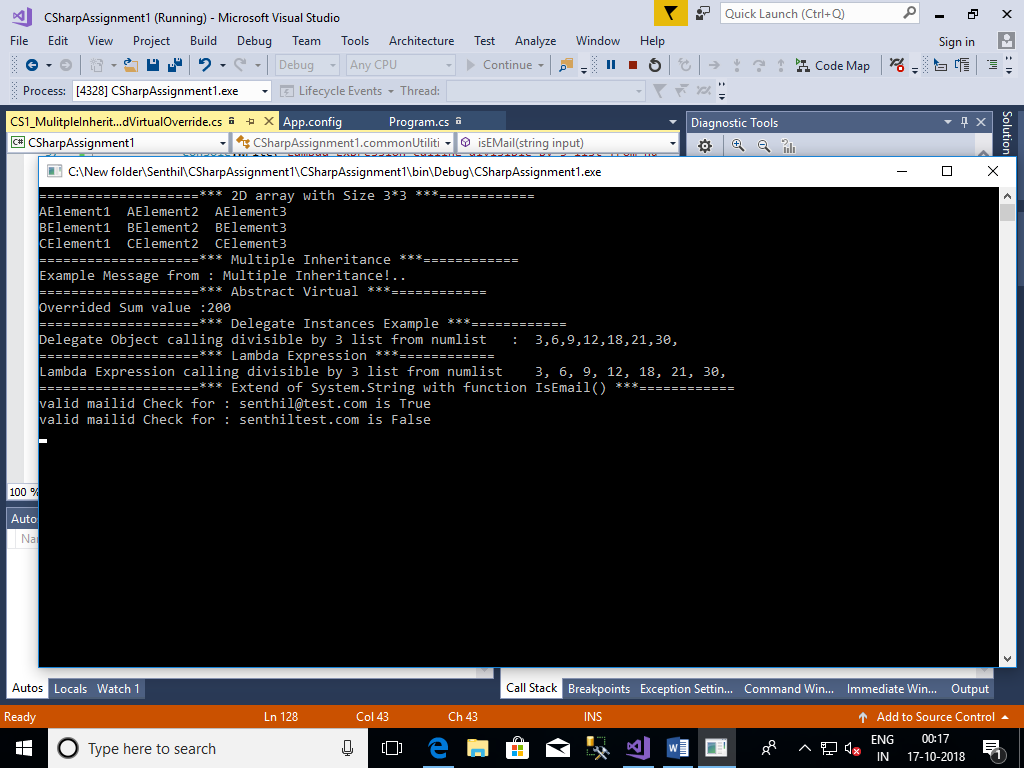 CSharpAssignment1 (Running) - Microsoft Visual Studio
Quick Launch (Ctrl+Q)
File Edit View Project Build Debug Team Tools Architecture Test Analyze Window Help
Sign in
Debug Any CPU Continue Code Map
Process: [4328] CSharpAssignment1.exe Lifecycle Events Thread:
CS1_MulitpleInherit...dVirtualOverride.cs App.config Program.cs
Diagnostic Tools
Solution
CSharpAssignment1 CSharpAssignment1.commonUtiliti isEMail(string input)
C:\New folder\Senthil\CSharpAssignment1\CSharpAssignment1\bin\Debug\CSharpAssignment1.exe
====================*** 2D array with Size 3*3 ***============
AElement1 AElement2 AElement3
BElement1 BElement2 BElement3
CElement1 CElement2 CElement3
====================*** Multiple Inheritance ***============
Example Message from : Multiple Inheritance!..
====================*** Abstract Virtual ***============
Overrided Sum value :200
====================*** Delegate Instances Example ***============
Delegate Object calling divisible by 3 list from numlist : 3,6,9,12,18,21,30,
====================*** Lambda Expression ***============
Lambda Expression calling divisible by 3 list from numlist 3, 6, 9, 12, 18, 21, 30,
====================*** Extend of System.String with function IsEmail() ***============
valid mailid Check for : senthil@test.com is True
valid mailid Check for : senthiltest.com is False
100 %
Auto
Na
Autos Locals Watch 1
Call Stack Breakpoints Exception Settin... Command Win... Immediate Win... Output
Ready Ln 128 Col 43 Ch 43 INS Add to Source Control
Type here to search
ENG
IN
00:17
17-10-2018
1